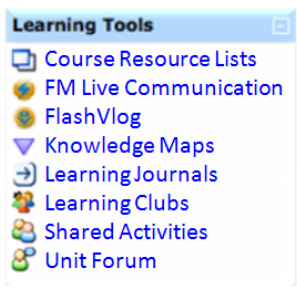 Learning Tools
Course Resource Lists
FM Live Communication
FlashVlog
Knowledge Maps
Learning Journals
Learning Clubs
Shared Activities
Unit Forum